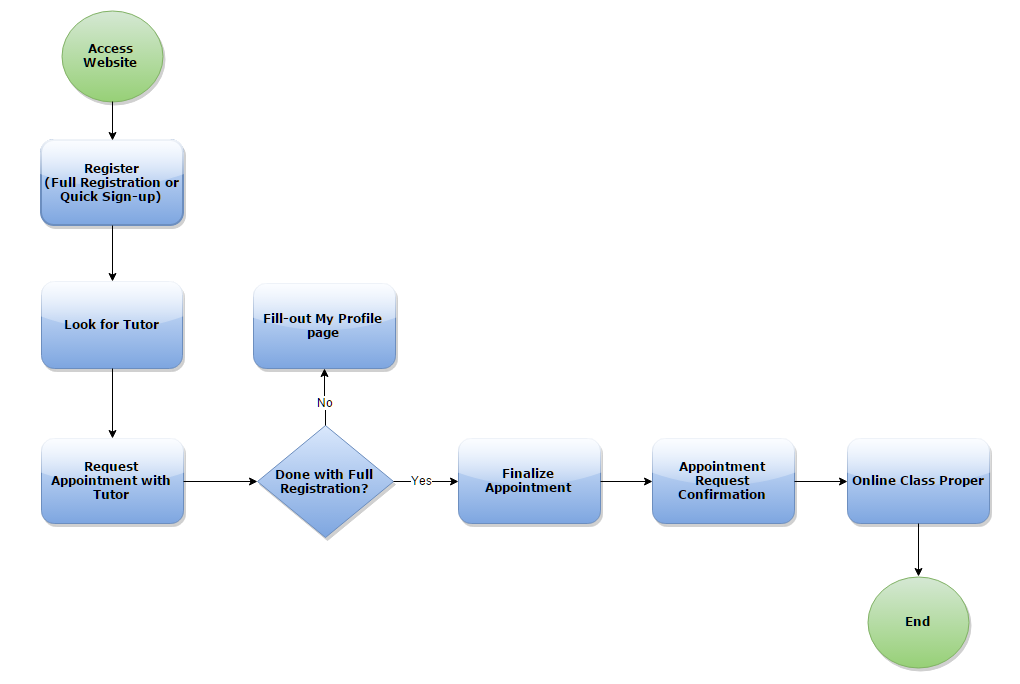 Access
Website
Register
(Full Registration or
Quick Sign-up)
Look for Tutor
Fill-out My Profile
page
No
Request
Appointment with
Tutor
Done with Full
Registration?
Yes
Finalize
Appointment
Appointment
Request
Confirmation
Online Class Proper
End